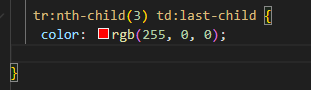 tr:nth-child(3) td:last-child {
color: rgb(255, 0, 0);
}